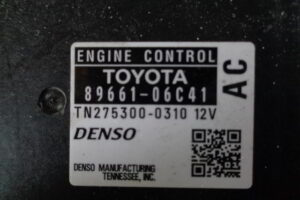 ENGINE CONTROL
TOYOTA
89661-06C41
AC
TN275300-0310 12V
DENSO
DENSO MANUFACTURING
TENNESSEE, INC.